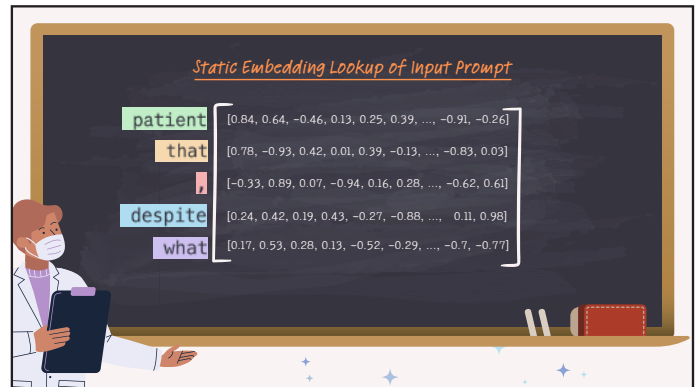 Static Embedding Lookup of Input Prompt
patient [0.84, 0.64, -0.46, 0.13, 0.25, 0.39, ..., -0.91, -0.26]
that [0.78, -0.93, 0.42, 0.01, 0.39, -0.13, ..., -0.83, 0.03]
, [-0.33, 0.89, 0.07, -0.94, 0.16, 0.28, ..., -0.62, 0.61]
despite [0.24, 0.42, 0.19, 0.43, -0.27, -0.88, ..., 0.11, 0.98]
what [0.17, 0.53, 0.28, 0.13, -0.52, -0.29, ..., -0.7, -0.77]